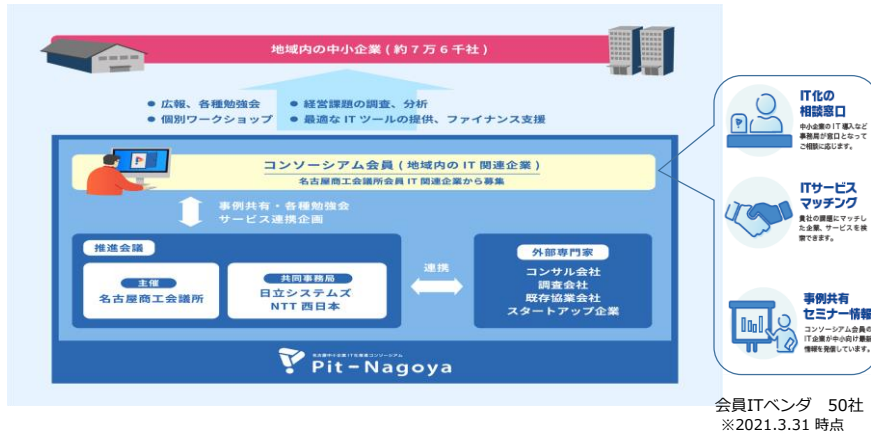 地域内の中小企業(約7万6千社)
● 広報、各種勉強会
● 個別ワークショップ
● 経営課題の調査、分析
● 最適な IT ツールの提供、ファイナンス支援
コンソーシアム会員(地域内の IT 関連企業)
名古屋商工会議所会員 IT 関連企業から募集
事例共有・各種勉強会
サービス連携企画
推進会議
主催
名古屋商工会議所
共同事務局
日立システムズ
NTT 西日本
連携
外部専門家
コンサル会社
調査会社
既存協業会社
スタートアップ企業
Pit-Nagoya
IT化の
相談窓口
中小企業のIT導入など
事務局が窓口となって
ご相談に応じます。
ITサービス
マッチング
貴社の課題にマッチし
た企業、サービスを検
索できます。
事例共有
セミナー情報
コンソーシアム会員の
IT企業が中小向け最新
情報を発信しています。
会員ITベンダ 50社
※2021.3.31 時点